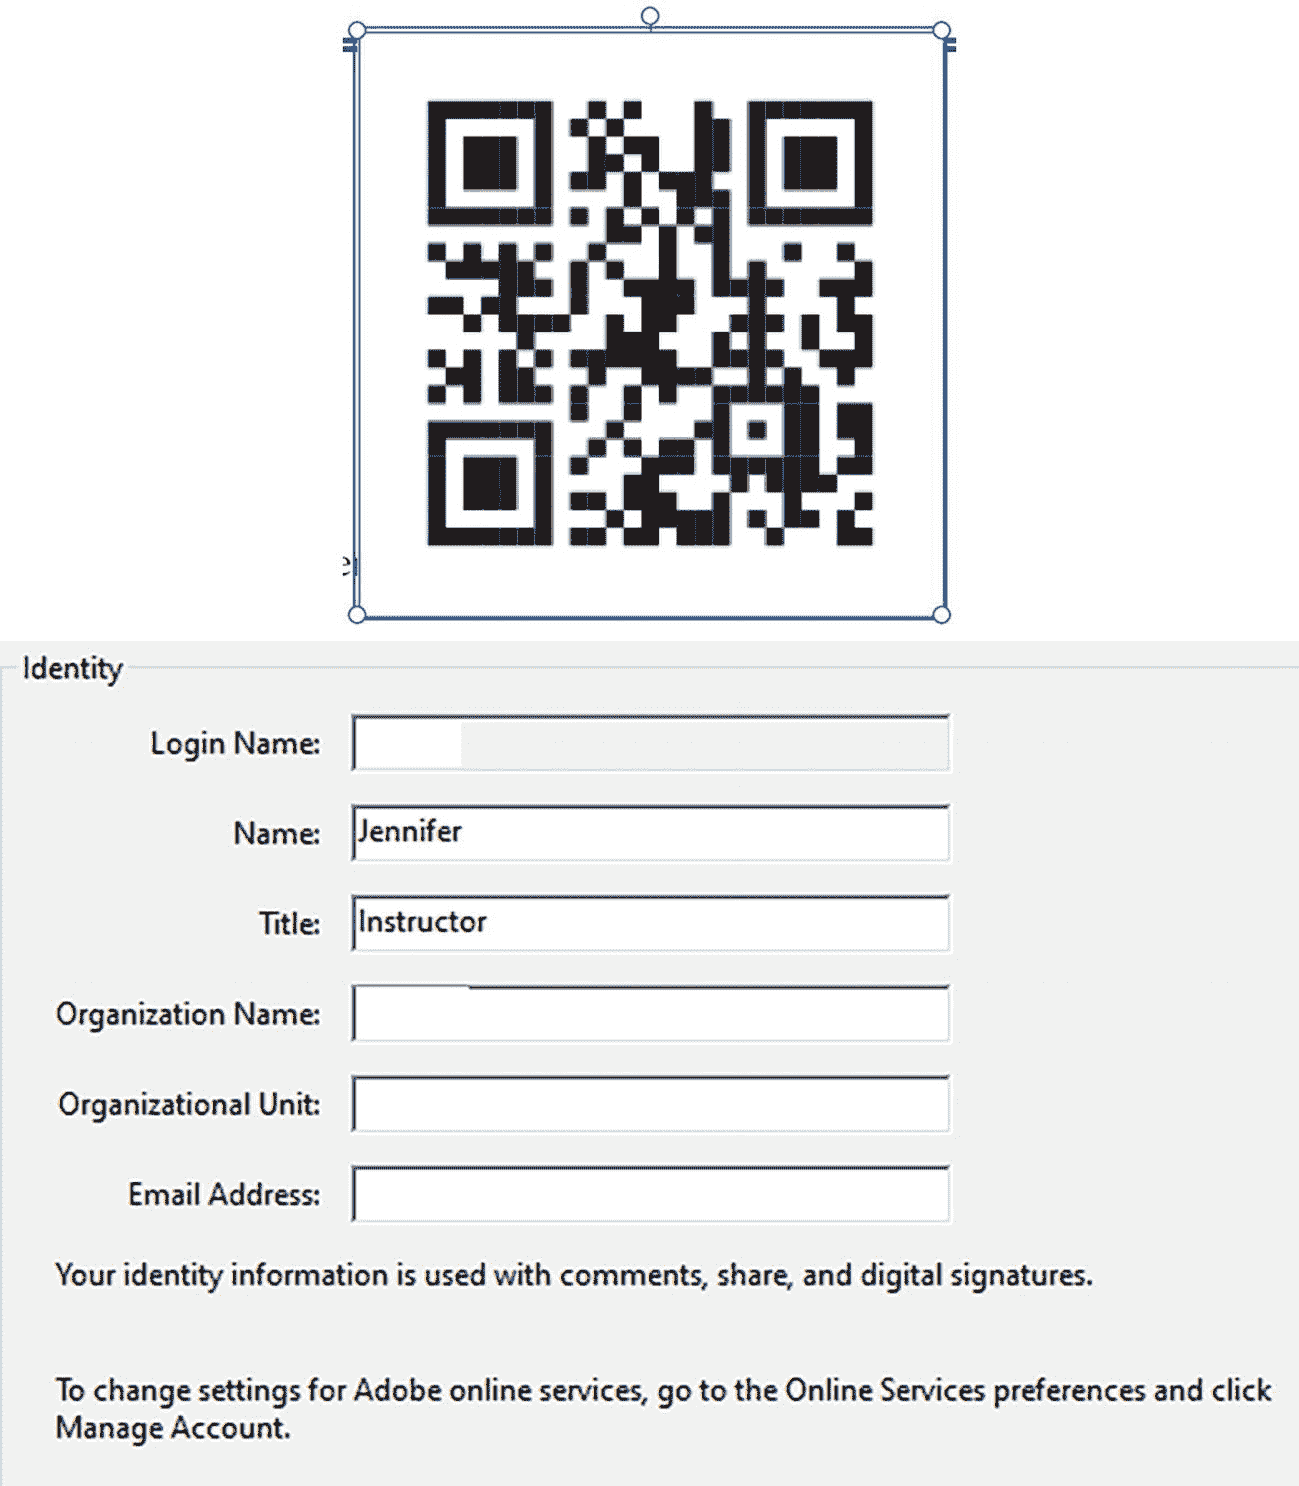 Identity
Login Name:
Name: Jennifer
Title: Instructor
Organization Name:
Organizational Unit:
Email Address:
Your identity information is used with comments, share, and digital signatures.
To change settings for Adobe online services, go to the Online Services preferences and click
Manage Account.